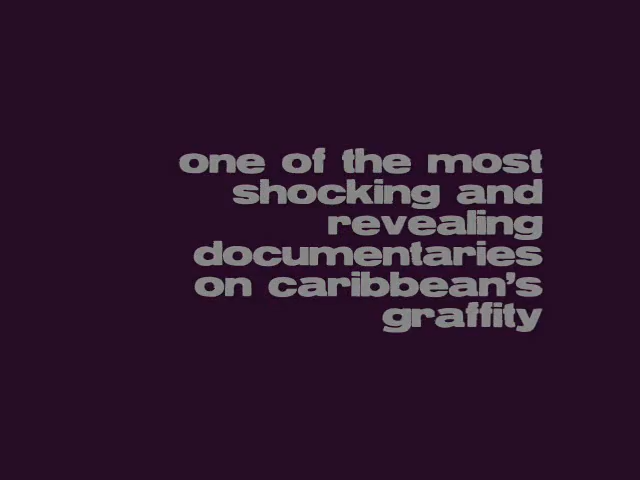 one of the most
shocking and
revealing
documentaries
on caribbean's
graffity